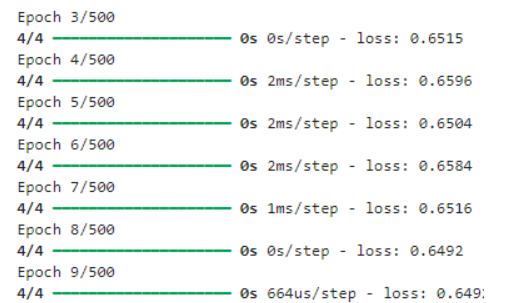 Epoch 3/500
4/4 ━━━━━━━━━━━━━━━━━━━━ 0s 0s/step - loss: 0.6515
Epoch 4/500
4/4 ━━━━━━━━━━━━━━━━━━━━ 0s 2ms/step - loss: 0.6596
Epoch 5/500
4/4 ━━━━━━━━━━━━━━━━━━━━ 0s 2ms/step - loss: 0.6504
Epoch 6/500
4/4 ━━━━━━━━━━━━━━━━━━━━ 0s 2ms/step - loss: 0.6584
Epoch 7/500
4/4 ━━━━━━━━━━━━━━━━━━━━ 0s 1ms/step - loss: 0.6516
Epoch 8/500
4/4 ━━━━━━━━━━━━━━━━━━━━ 0s 0s/step - loss: 0.6492
Epoch 9/500
4/4 ━━━━━━━━━━━━━━━━━━━━ 0s 664us/step - loss: 0.649